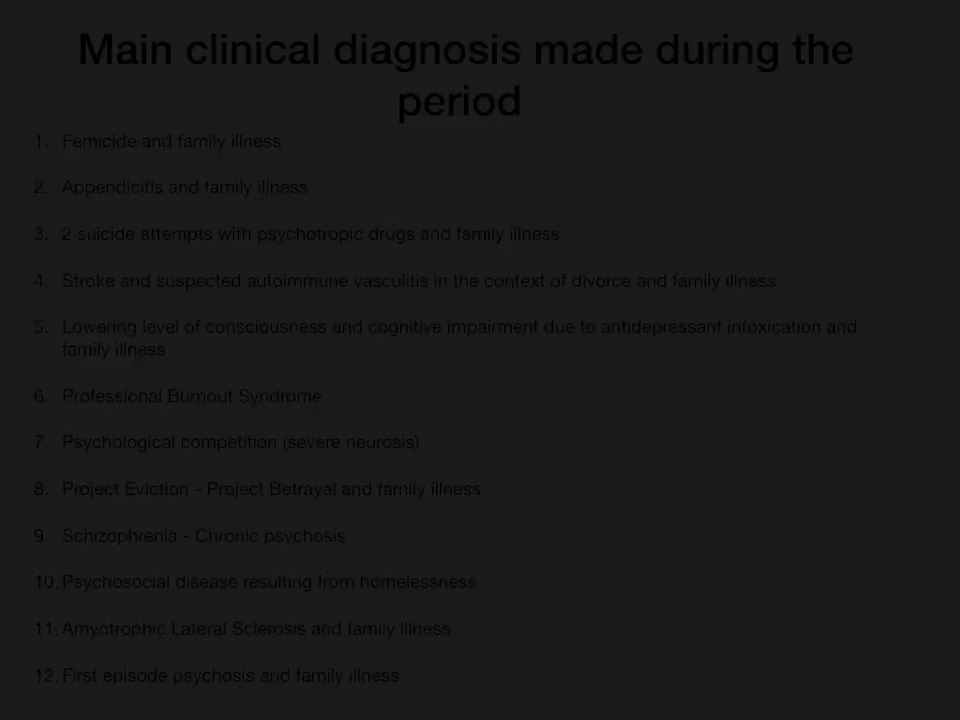 Main clinical diagnosis made during the
period
1. Femicide and family illness
2. Appendicitis and family illness
3. 2 suicide attempts with psychotropic drugs and family illness
4. Stroke and suspected autoimmune vasculitis in the context of divorce and family illness.
5. Lowering level of consciousness and cognitive impairment due to antidepressant intoxication and
family illness
6. Professional Burnout Syndrome
7. Psychological competition (severe neurosis)
8. Project Eviction - Project Betrayal and family illness
9. Schizophrenia - Chronic psychosis
10. Psychosocial disease resulting from homelessness
11. Amyotrophic Lateral Sclerosis and family illness
12. First episode psychosis and family illness